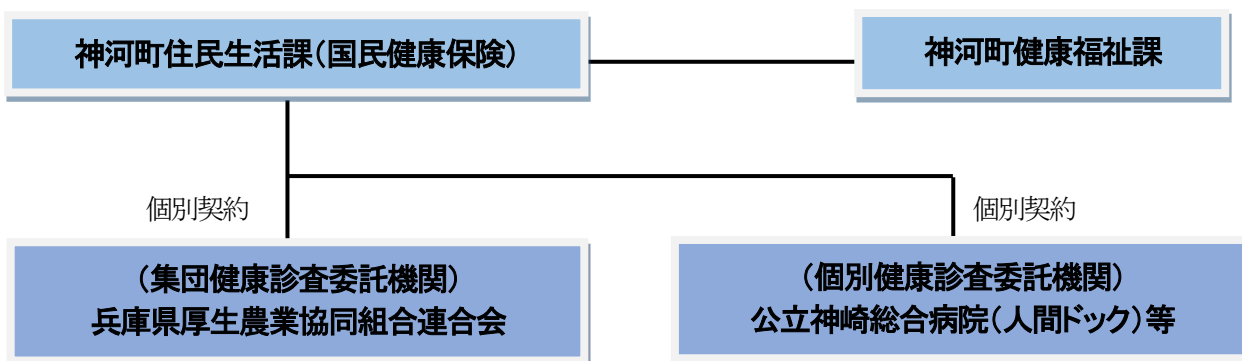 神河町住民生活課（国民健康保険）
神河町健康福祉課
個別契約
個別契約
（集団健康診査委託機関）
兵庫県厚生農業協同組合連合会
（個別健康診査委託機関）
公立神崎総合病院（人間ドック）等